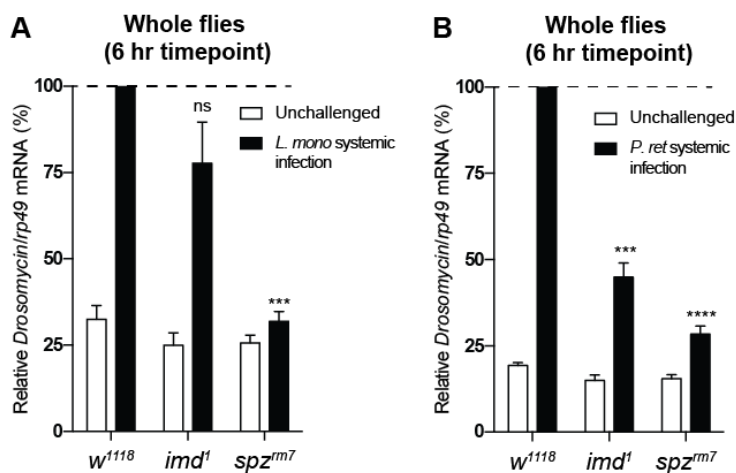 A
Whole flies
(6 hr timepoint)
Relative Drosomycin/rp49 mRNA (%)
100
75
50
25
0
ns
***
Unchallenged
L. mono systemic
infection
w1118
imd1
spzrm7
B
Whole flies
(6 hr timepoint)
Relative Drosomycin/rp49 mRNA (%)
100
75
50
25
0
***
****
Unchallenged
P. ret systemic
infection
w1118
imd1
spzrm7